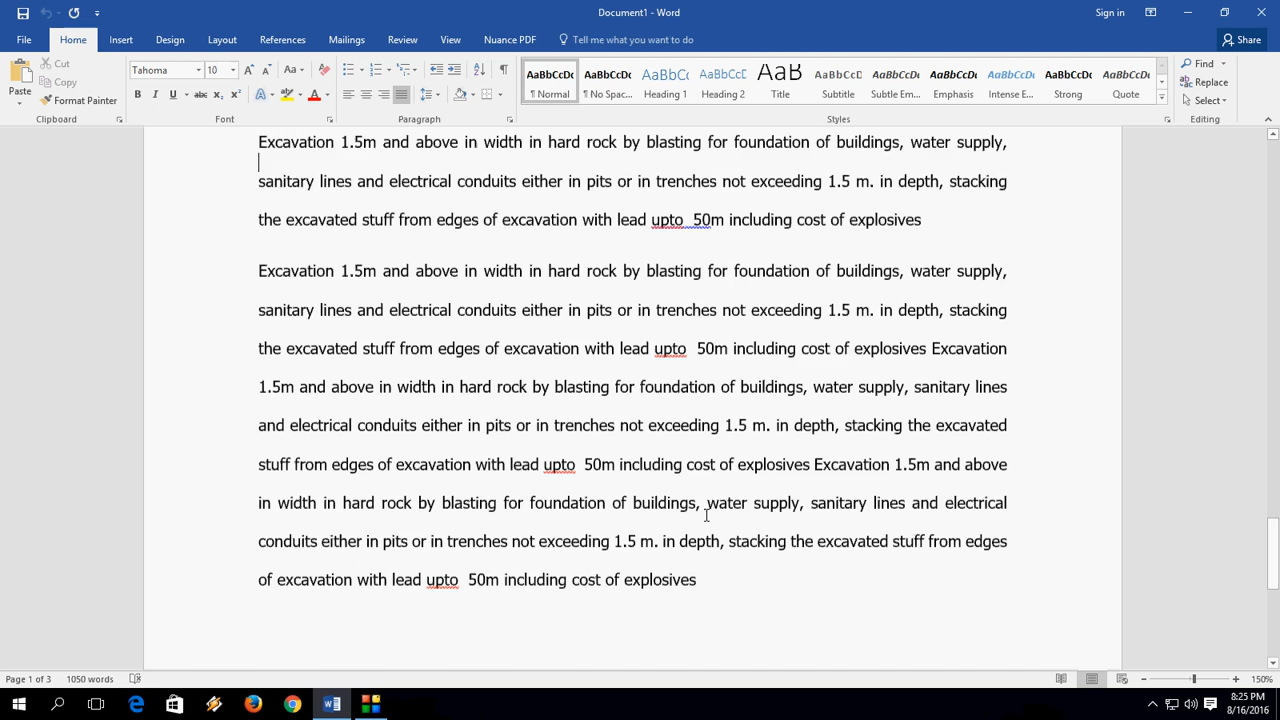 Document1 - Word
Sign in
File
Home
Insert
Design
Layout
References
Mailings
Review
View
Nuance PDF
Tell me what you want to do
Share
Paste
Cut
Copy
Format Painter
Clipboard
Tahoma
10
Font
Paragraph
AaBbCcDc
¶ Normal
AaBbCcDc
¶ No Spac...
AaBbCc
Heading 1
AaBbCcD
Heading 2
AaB
Title
AaBbCcD
Subtitle
AaBbCcDt
Subtle Em...
AaBbCcDt
Emphasis
AaBbCcDt
Intense E...
AaBbCcDc
Strong
AaBbCcDt
Quote
Styles
Find
Replace
Select
Editing
Excavation 1.5m and above in width in hard rock by blasting for foundation of buildings, water supply,
sanitary lines and electrical conduits either in pits or in trenches not exceeding 1.5 m. in depth, stacking
the excavated stuff from edges of excavation with lead upto  50m including cost of explosives
Excavation 1.5m and above in width in hard rock by blasting for foundation of buildings, water supply,
sanitary lines and electrical conduits either in pits or in trenches not exceeding 1.5 m. in depth, stacking
the excavated stuff from edges of excavation with lead upto  50m including cost of explosives Excavation
1.5m and above in width in hard rock by blasting for foundation of buildings, water supply, sanitary lines
and electrical conduits either in pits or in trenches not exceeding 1.5 m. in depth, stacking the excavated
stuff from edges of excavation with lead upto  50m including cost of explosives Excavation 1.5m and above
in width in hard rock by blasting for foundation of buildings, water supply, sanitary lines and electrical
conduits either in pits or in trenches not exceeding 1.5 m. in depth, stacking the excavated stuff from edges
of excavation with lead upto  50m including cost of explosives
Page 1 of 3
1050 words
150%
8:25 PM
8/16/2016